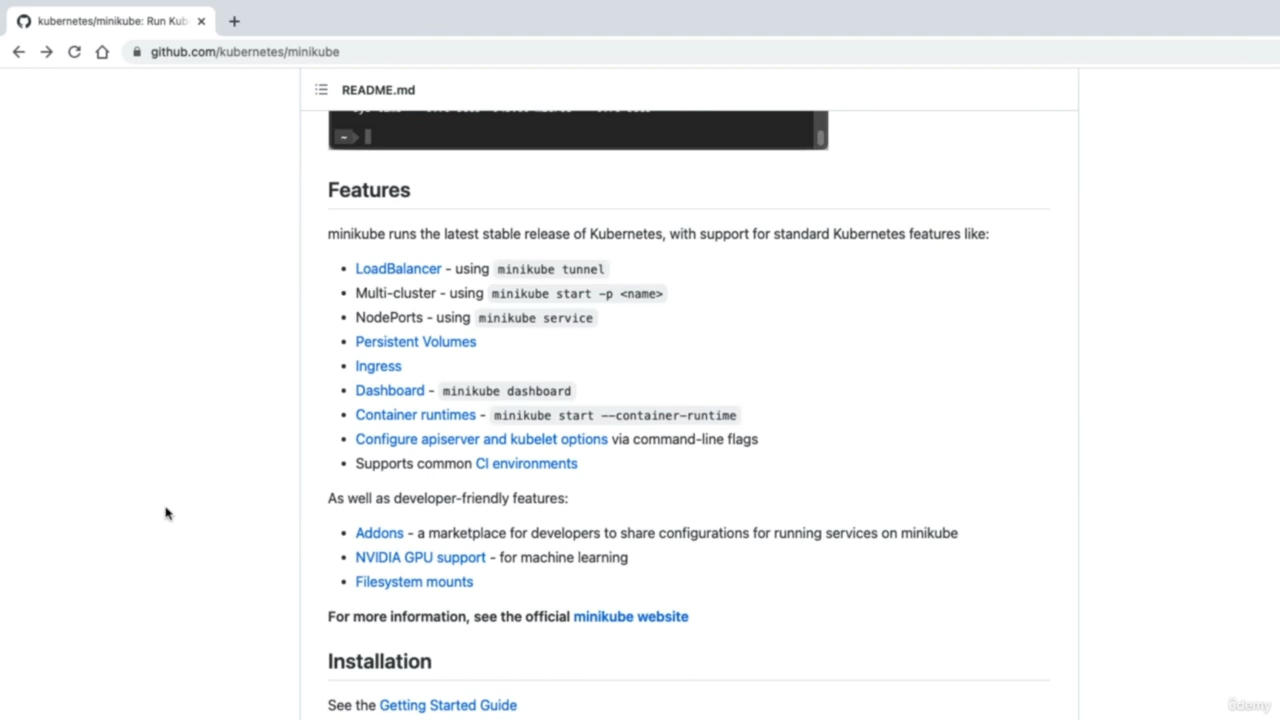 kubernetes/minikube: Run Kub
github.com/kubernetes/minikube
README.md
~
Features
minikube runs the latest stable release of Kubernetes, with support for standard Kubernetes features like:
• LoadBalancer - using minikube tunnel
• Multi-cluster - using minikube start -p <name>
• NodePorts - using minikube service
• Persistent Volumes
• Ingress
• Dashboard - minikube dashboard
• Container runtimes - minikube start --container-runtime
• Configure apiserver and kubelet options via command-line flags
• Supports common CI environments
As well as developer-friendly features:
• Addons - a marketplace for developers to share configurations for running services on minikube
• NVIDIA GPU support - for machine learning
• Filesystem mounts
For more information, see the official minikube website
Installation
See the Getting Started Guide
ûdemy